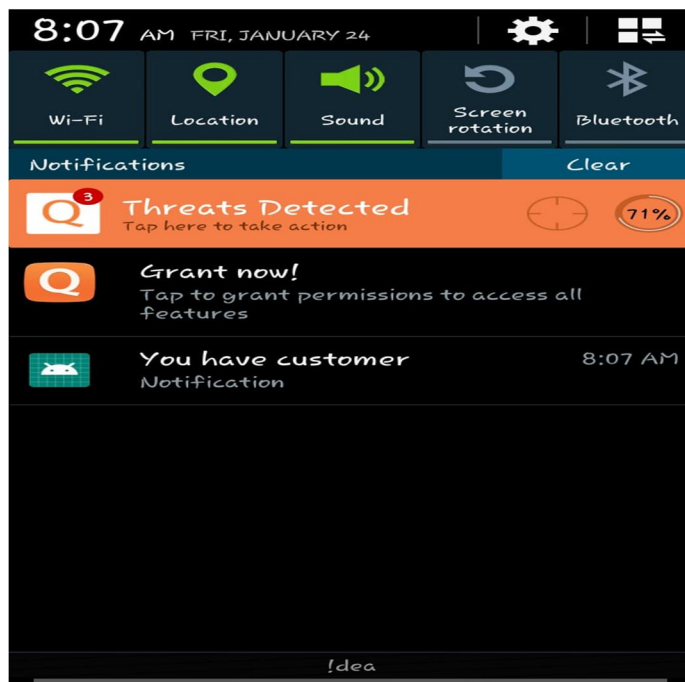 8:07 AM FRI, JANUARY 24
Wi-Fi
Location
Sound
Screen
rotation
Bluetooth
Notifications
Clear
Q 3
Threats Detected
Tap here to take action
71%
Q
Grant now!
Tap to grant permissions to access all
features
You have customer
8:07 AM
Notification
!dea